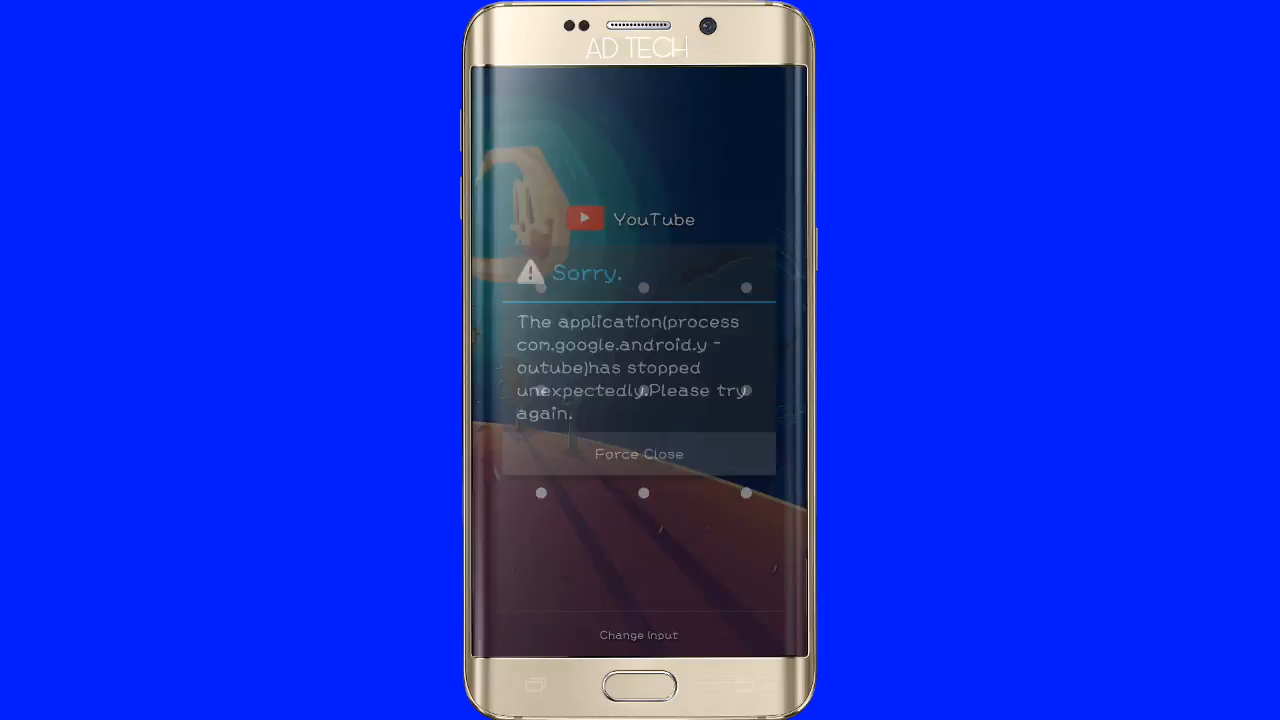 AD TECH
YouTube
Sorry.
The application(process
com.google.android.y -
outube)has stopped
unexpectedly.Please try
again.
Force Close
Change Input